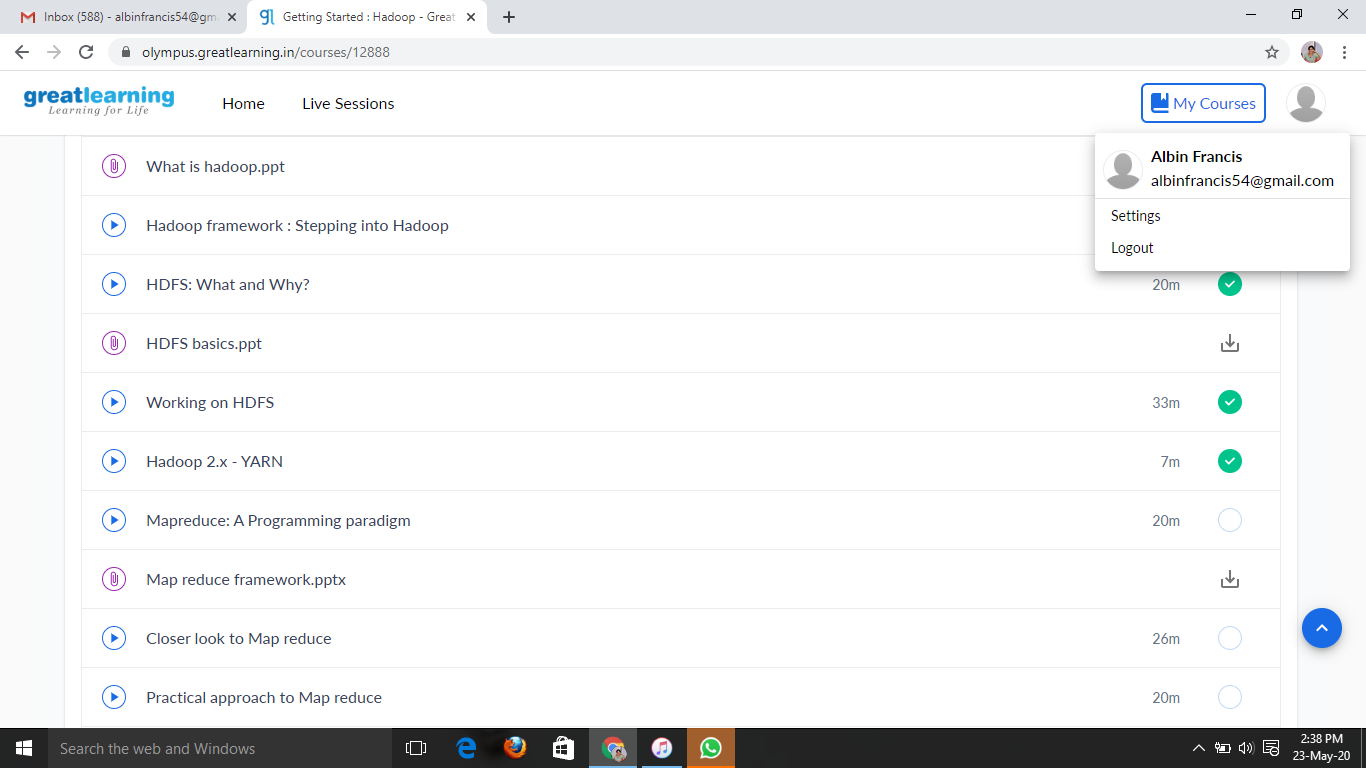 Inbox (588) - albinfrancis54@gm
Getting Started : Hadoop - Great
olympus.greatlearning.in/courses/12888
greatlearning
Learning for Life
Home
Live Sessions
My Courses
Albin Francis
albinfrancis54@gmail.com
Settings
Logout
What is hadoop.ppt
Hadoop framework : Stepping into Hadoop
HDFS: What and Why?
20m
HDFS basics.ppt
Working on HDFS
33m
Hadoop 2.x - YARN
7m
Mapreduce: A Programming paradigm
20m
Map reduce framework.pptx
Closer look to Map reduce
26m
Practical approach to Map reduce
20m
Search the web and Windows
2:38 PM
23-May-20